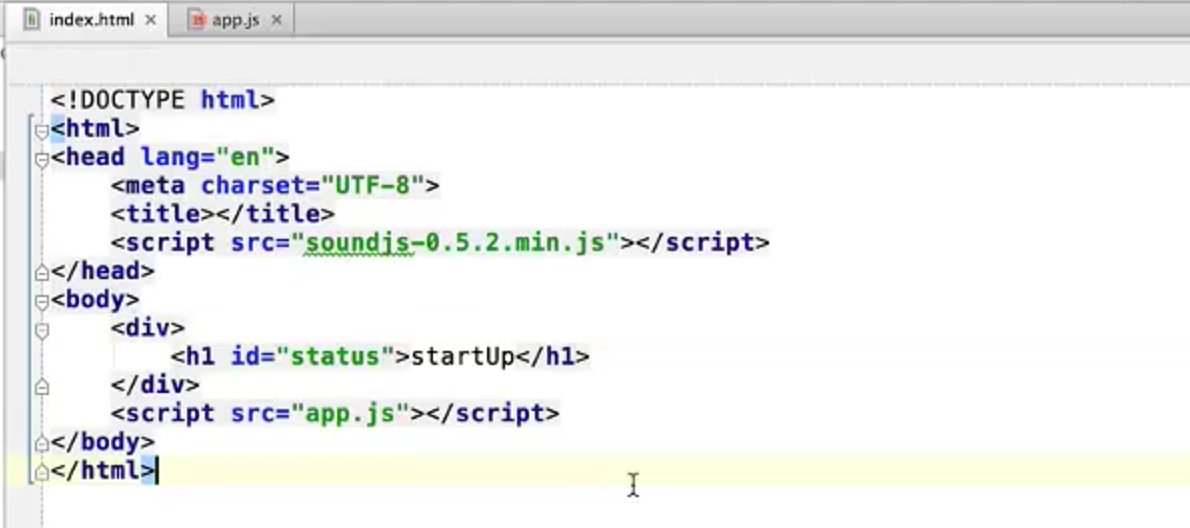 index.html
app.js
<!DOCTYPE html>
<html>
<head lang="en">
    <meta charset="UTF-8">
    <title></title>
    <script src="soundjs-0.5.2.min.js"></script>
</head>
<body>
    <div>
        <h1 id="status">startUp</h1>
    </div>
    <script src="app.js"></script>
</body>
</html>